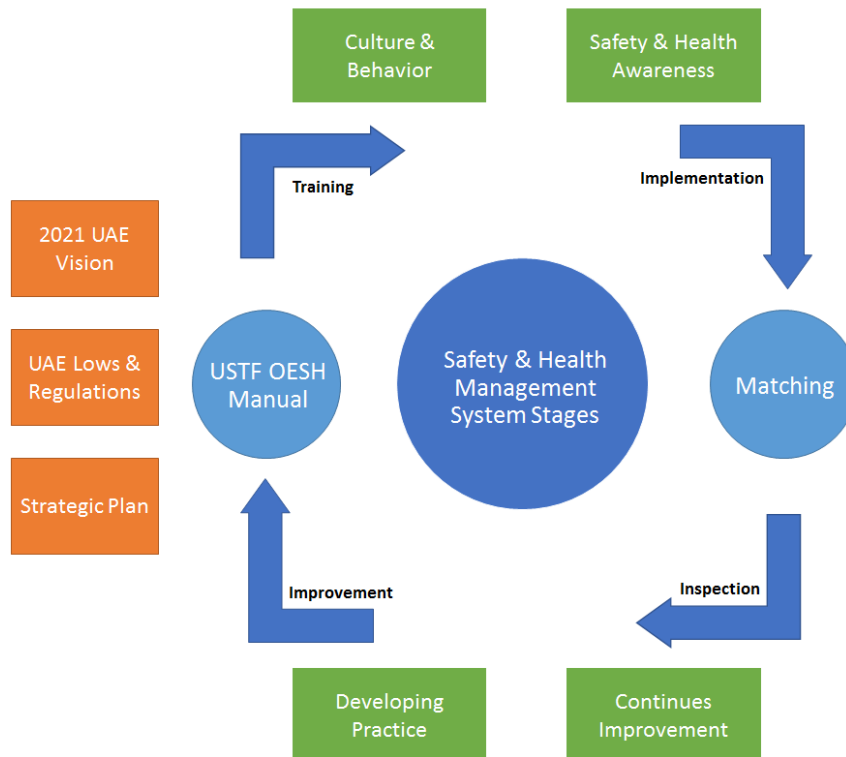 Culture &
Behavior
Safety & Health
Awareness
Training
Implementation
2021 UAE
Vision
UAE Lows &
Regulations
Strategic Plan
USTF OESH
Manual
Safety & Health
Management
System Stages
Matching
Improvement
Inspection
Developing
Practice
Continues
Improvement